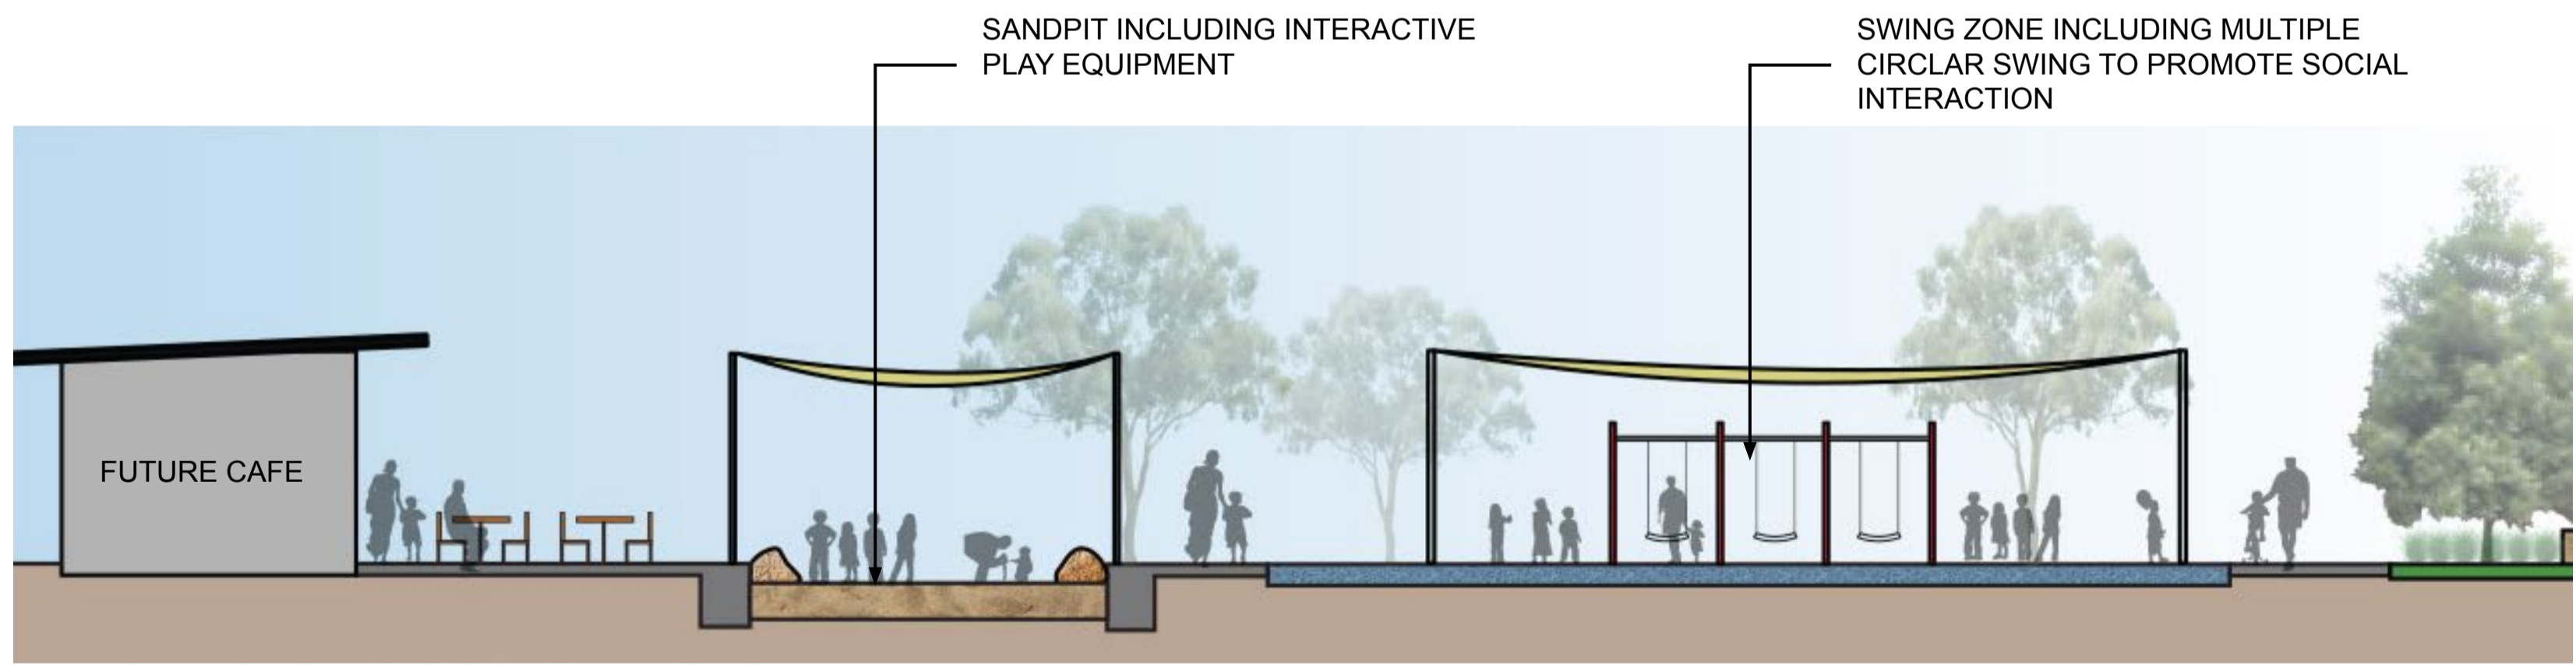 SANDPIT INCLUDING INTERACTIVE
PLAY EQUIPMENT
SWING ZONE INCLUDING MULTIPLE
CIRCLAR SWING TO PROMOTE SOCIAL
INTERACTION
FUTURE CAFE